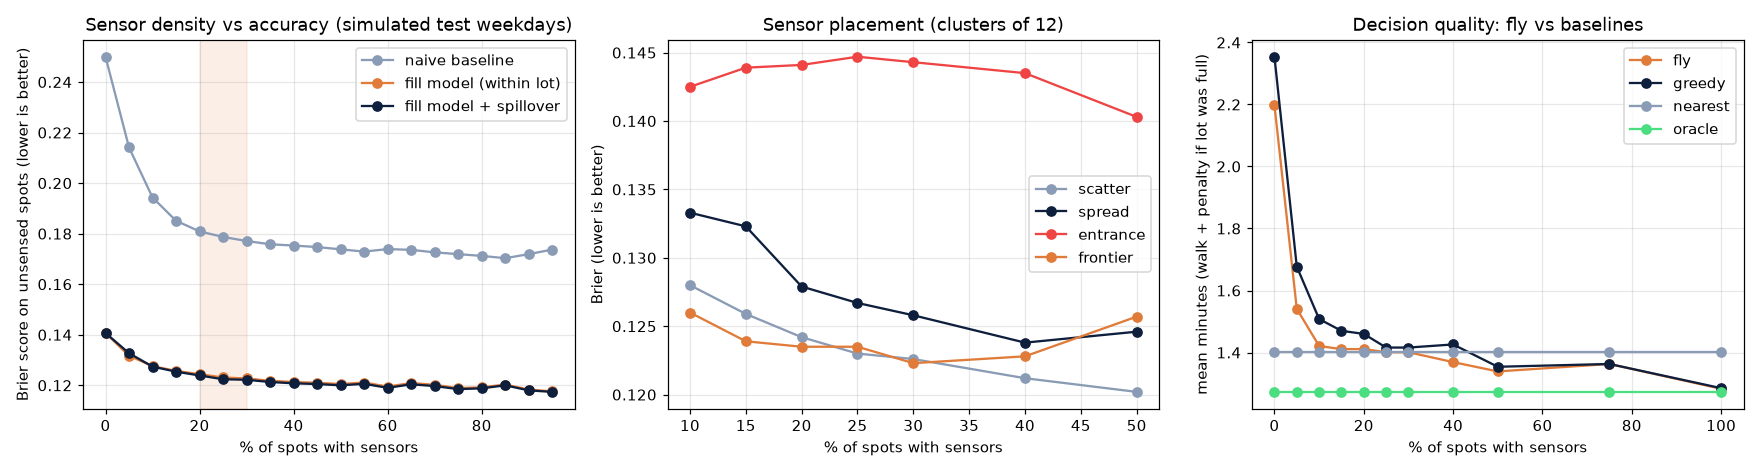 Sensor density vs accuracy (simulated test weekdays)
Brier score on unsensed spots (lower is better)
0.24
0.22
0.20
0.18
0.16
0.14
0.12
naive baseline
fill model (within lot)
fill model + spillover
0 20 40 60 80
% of spots with sensors
Sensor placement (clusters of 12)
Brier (lower is better)
0.145
0.140
0.135
0.130
0.125
0.120
scatter
spread
entrance
frontier
10 15 20 25 30 35 40 45 50
% of spots with sensors
Decision quality: fly vs baselines
mean minutes (walk + penalty if lot was full)
2.4
2.2
2.0
1.8
1.6
1.4
fly
greedy
nearest
oracle
0 20 40 60 80 100
% of spots with sensors